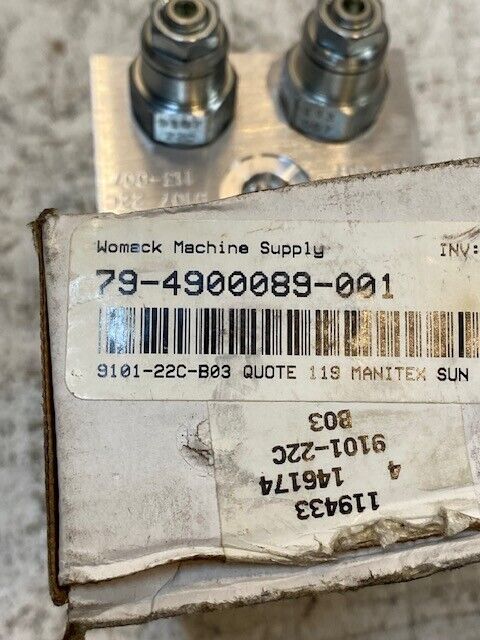 Womack Machine Supply INV:
79-4900089-001
9101-22C-B03 QUOTE 119 MANITEX SUN
119433
4 146174
9101-22C
B03
22C